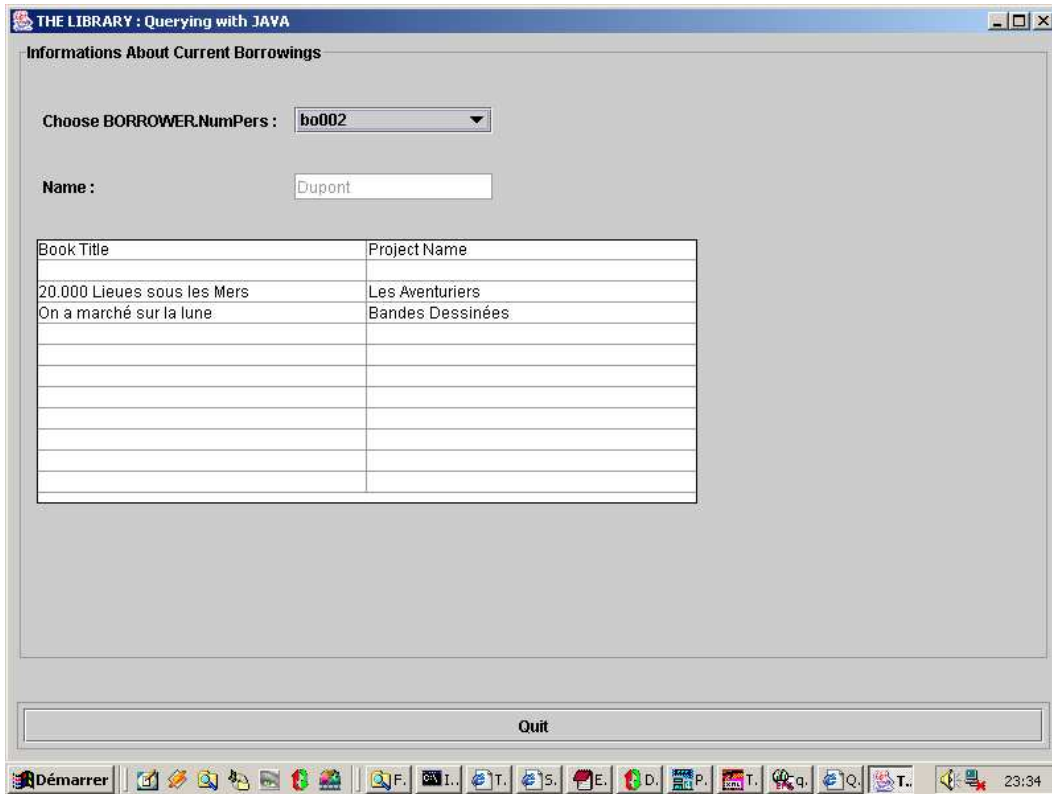 THE LIBRARY : Querying with JAVA
Informations About Current Borrowings
Choose BORROWER.NumPers : bo002
Name : Dupont
Book Title Project Name
20.000 Lieues sous les Mers Les Aventuriers
On a marché sur la lune Bandes Dessinées
Quit
Démarrer F. I.. T. S. E. D. P. T. q. Q. T.. 23:34